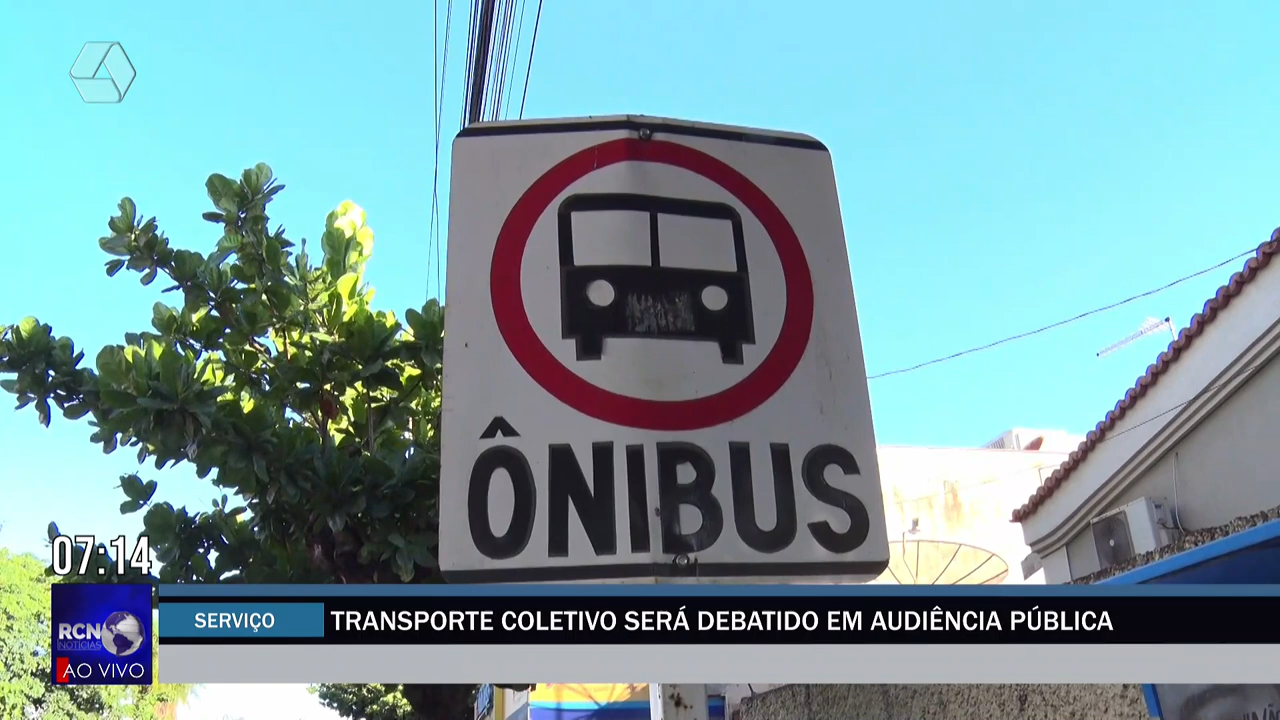 ÔNIBUS
07:14
SERVIÇO
TRANSPORTE COLETIVO SERÁ DEBATIDO EM AUDIÊNCIA PÚBLICA
RCN
NOTÍCIAS
AO VIVO